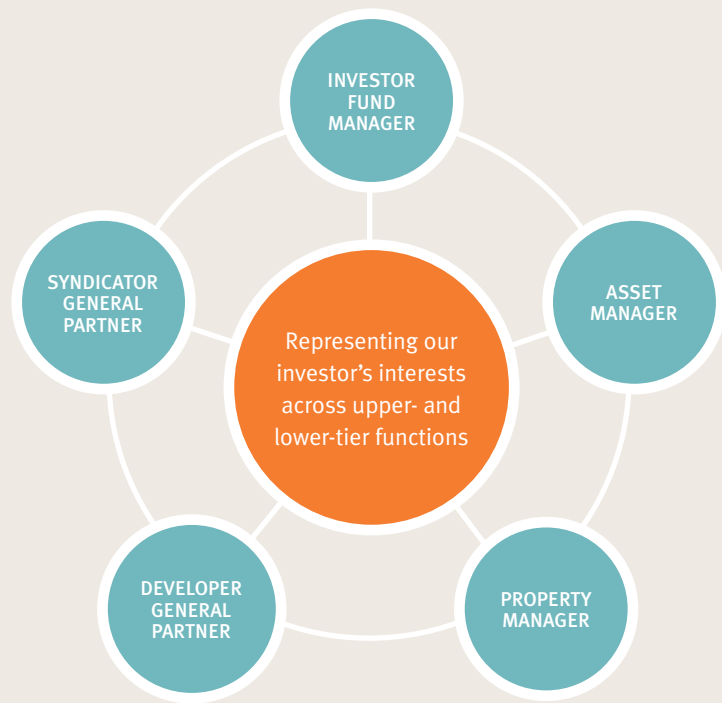 INVESTOR
FUND
MANAGER
SYNDICATOR
GENERAL
PARTNER
ASSET
MANAGER
Representing our
investor’s interests
across upper- and
lower-tier functions
DEVELOPER
GENERAL
PARTNER
PROPERTY
MANAGER